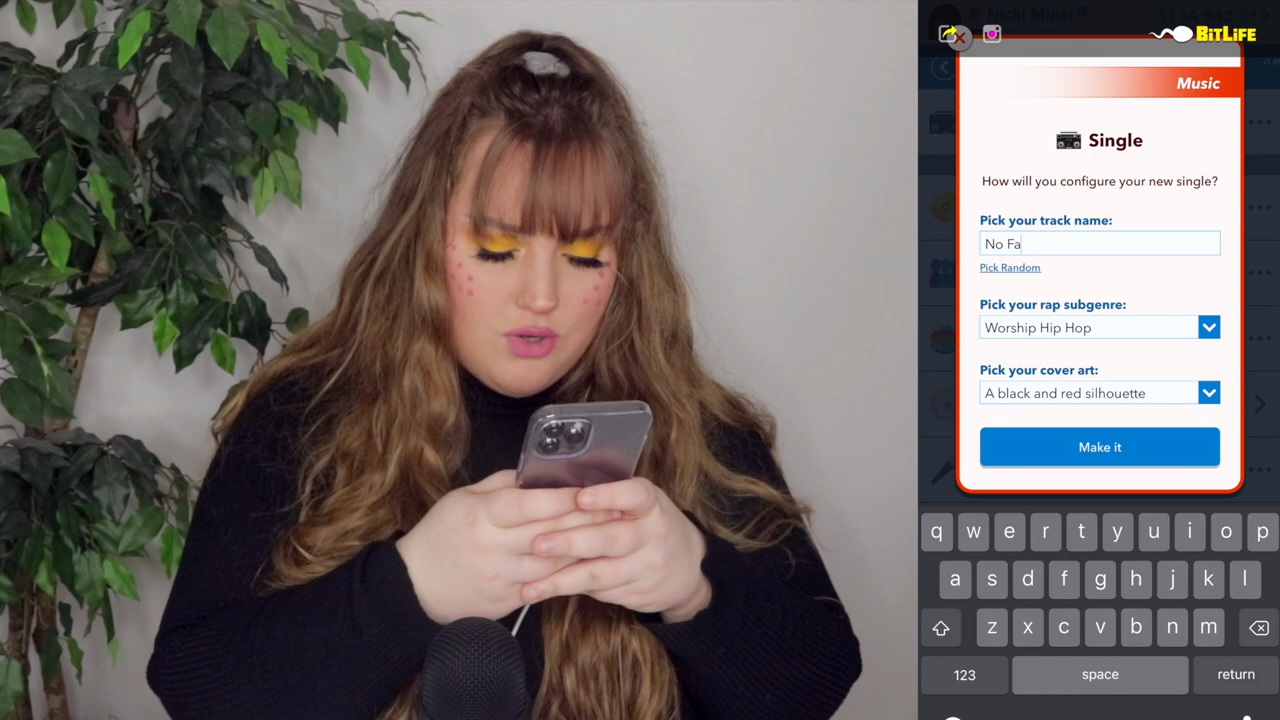 Nicki Minaj
BITLIFE
Music
Single
How will you configure your new single?
Pick your track name:
No Fa
Pick Random
Pick your rap subgenre:
Worship Hip Hop
Pick your cover art:
A black and red silhouette
Make it
q w e r t y u i o p
a s d f g h j k l
z x c v b n m
123 space return